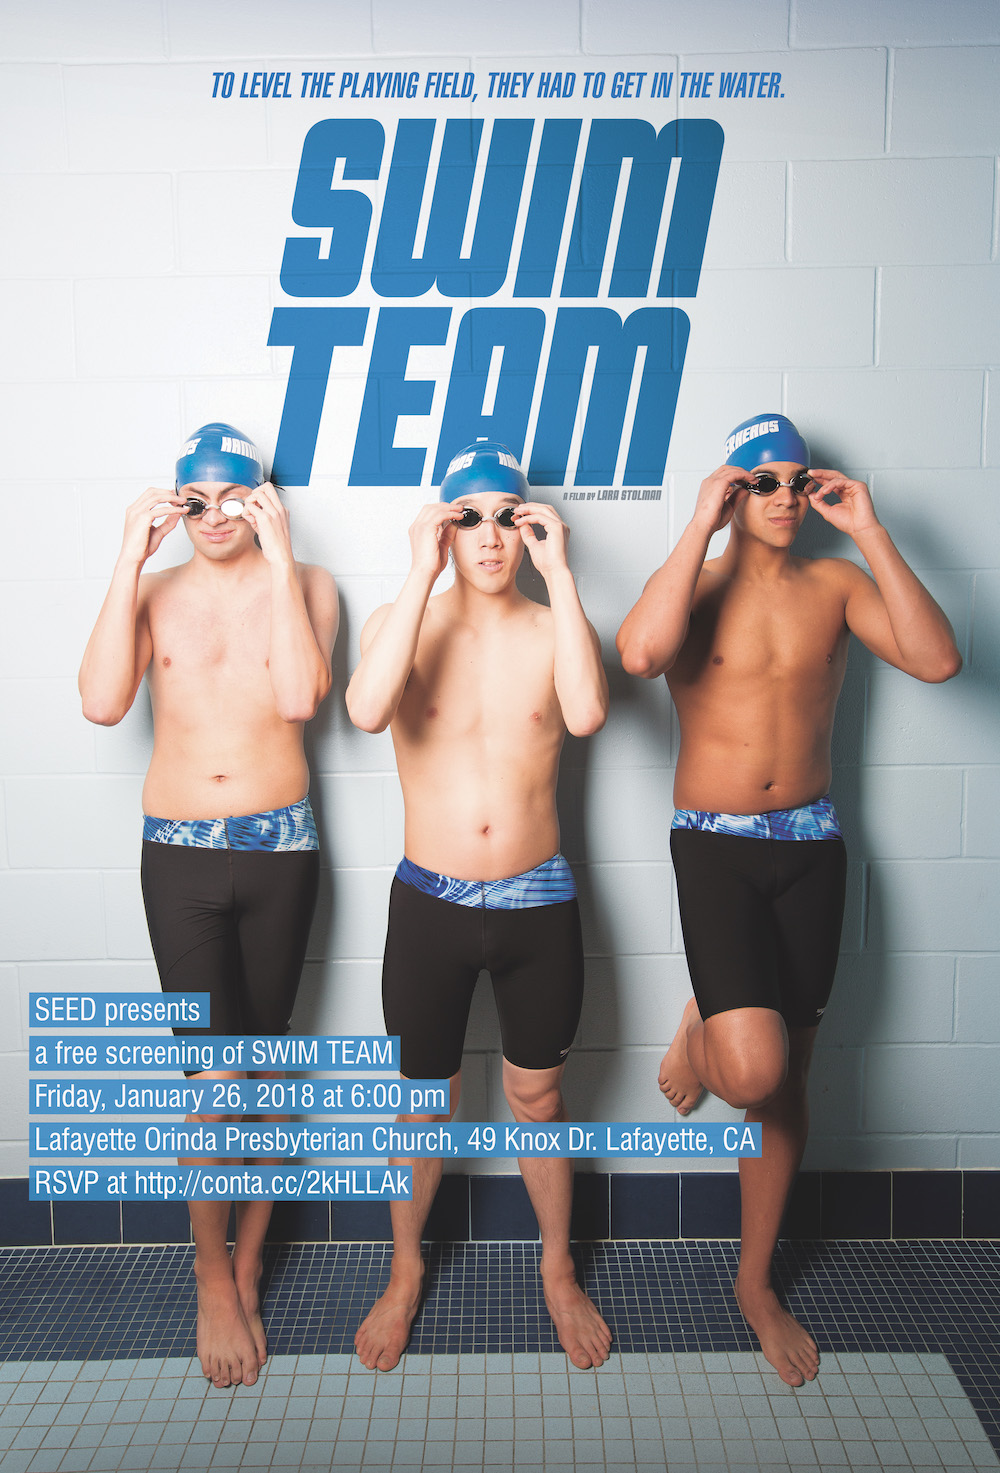 TO LEVEL THE PLAYING FIELD, THEY HAD TO GET IN THE WATER.
SWIM
TEAM
A FILM BY LARA STOLMAN
ERHEADS
SEED presents
a free screening of SWIM TEAM
Friday, January 26, 2018 at 6:00 pm
Lafayette Orinda Presbyterian Church, 49 Knox Dr. Lafayette, CA
RSVP at http://conta.cc/2kHLLAk